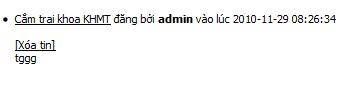 Cắm trai khoa KHMT đăng bởi admin vào lúc 2010-11-29 08:26:34
[Xóa tin]
tggg